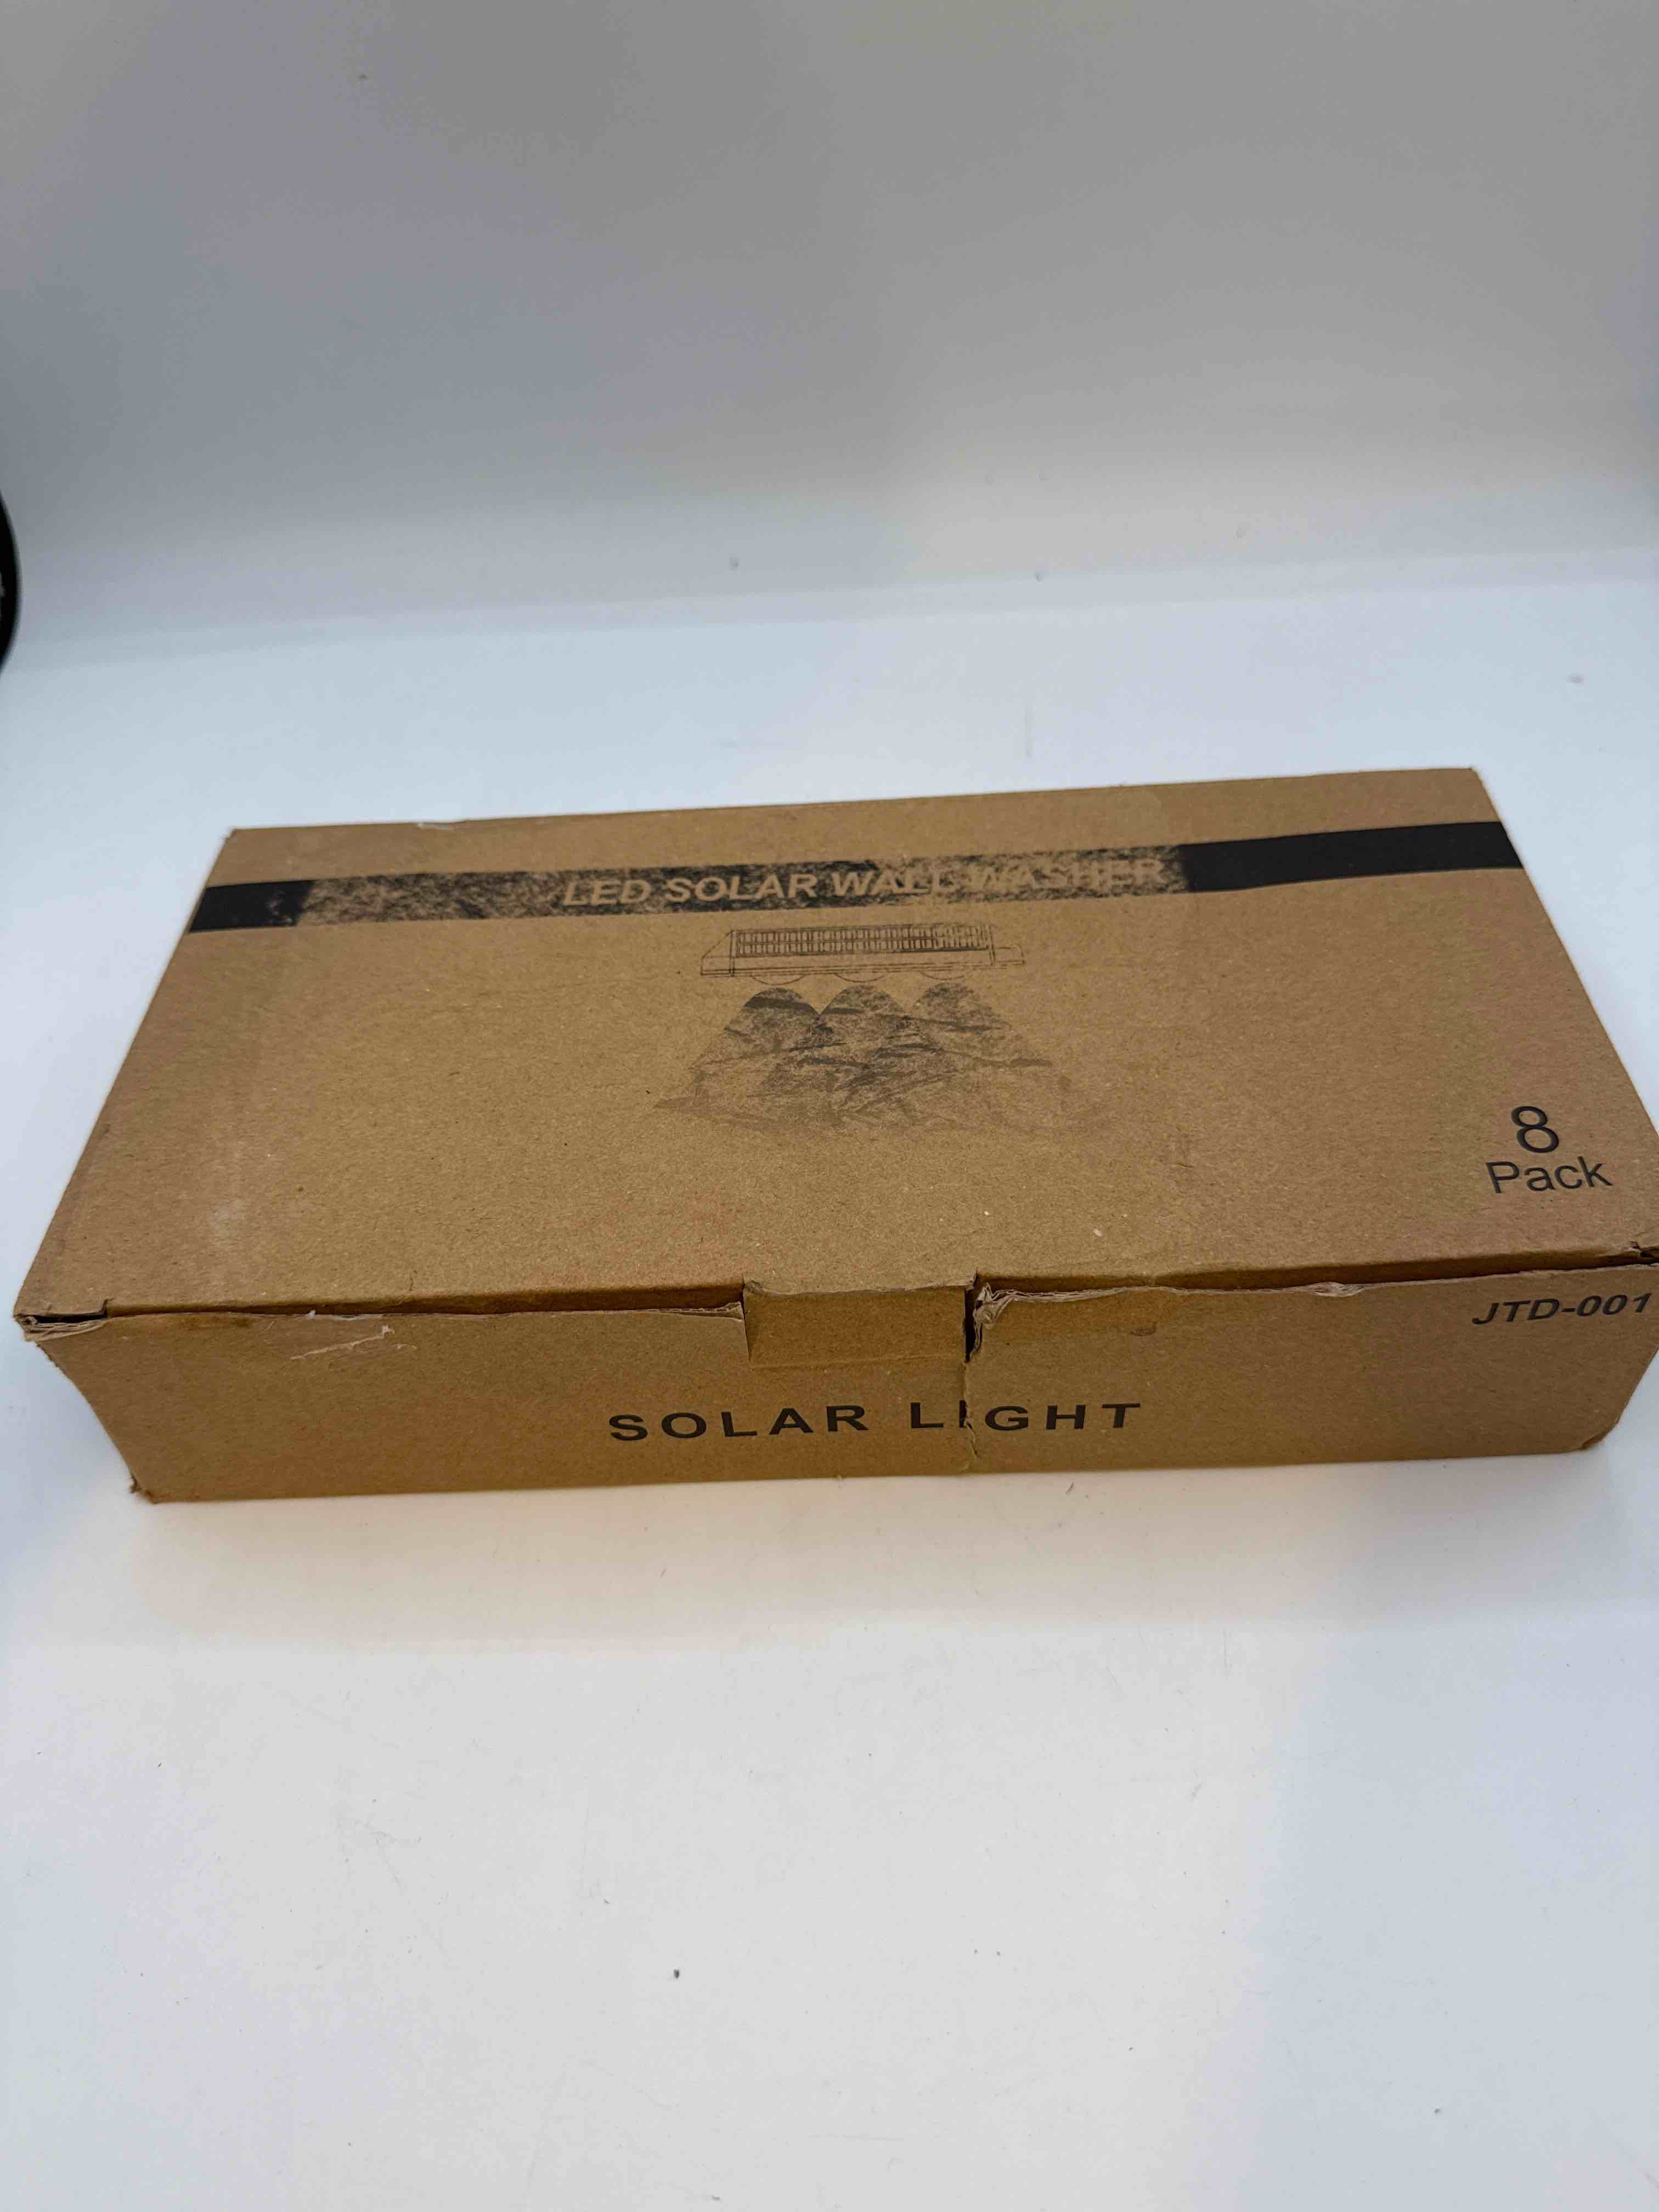 LED SOLAR WALL WASHER
8
Pack
JTD-001
SOLAR LIGHT